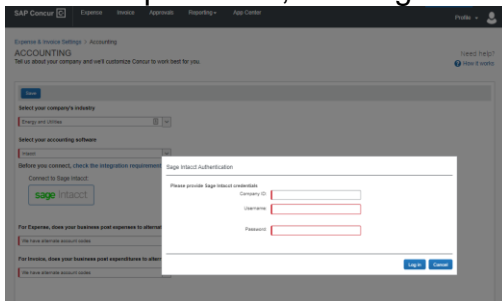 SAP Concur C Expense Invoice Approvals Reporting App Center
Profile
Expense & Invoice Settings > Accounting
ACCOUNTING
Tell us about your company and we'll customize Concur to work best for you.
Need help?
? How it works
Save
Select your company's industry
Energy and Utilities
Select your accounting software
Intacct
Before you connect, check the integration requirement
Connect to Sage Intacct:
sage Intacct
For Expense, does your business post expenses to alternat
We have alternate account codes
For Invoice, does your business post expenditures to altern
We have alternate account codes
Sage Intacct Authentication
Please provide Sage Intacct credentials
Company ID:
Username:
Password:
Log in Cancel